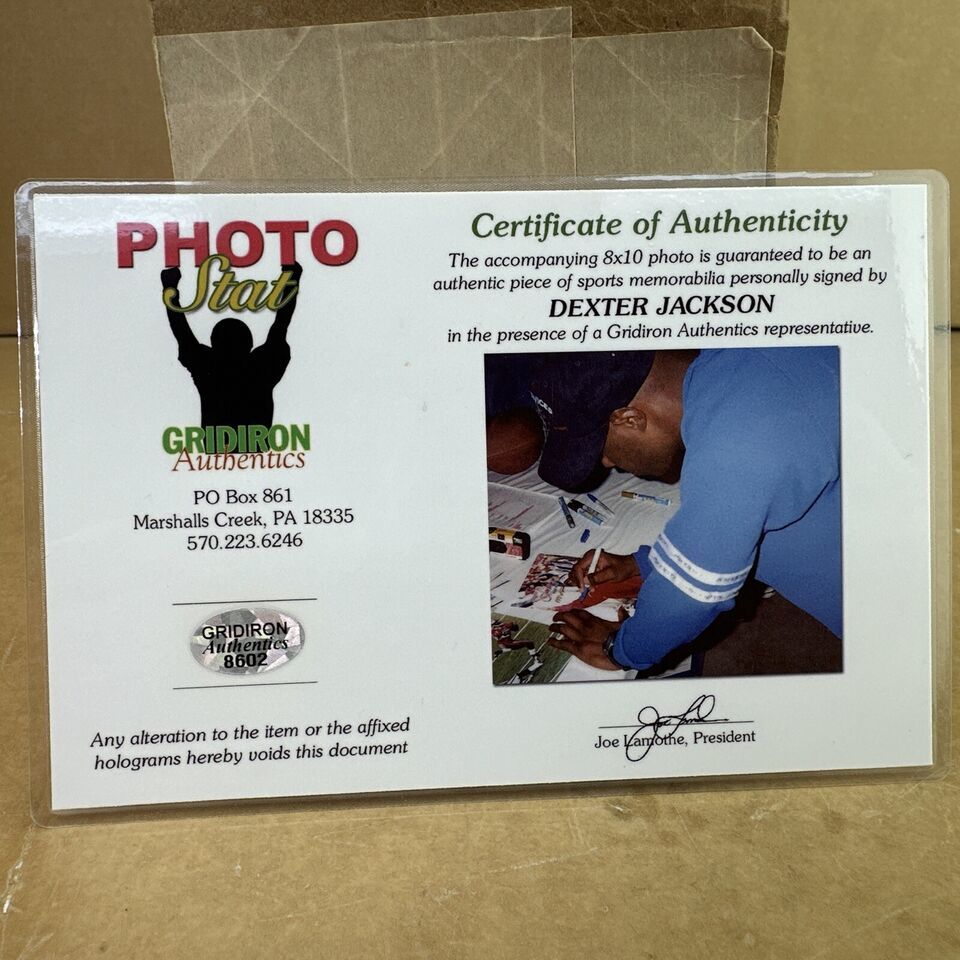 PHOTO
Stat
GRIDIRON
Authentics
PO Box 861
Marshalls Creek, PA 18335
570.223.6246
GRIDIRON
Authentics
8602
Any alteration to the item or the affixed
holograms hereby voids this document
Certificate of Authenticity
The accompanying 8x10 photo is guaranteed to be an
authentic piece of sports memorabilia personally signed by
DEXTER JACKSON
in the presence of a Gridiron Authentics representative.
Joe Lamothe, President